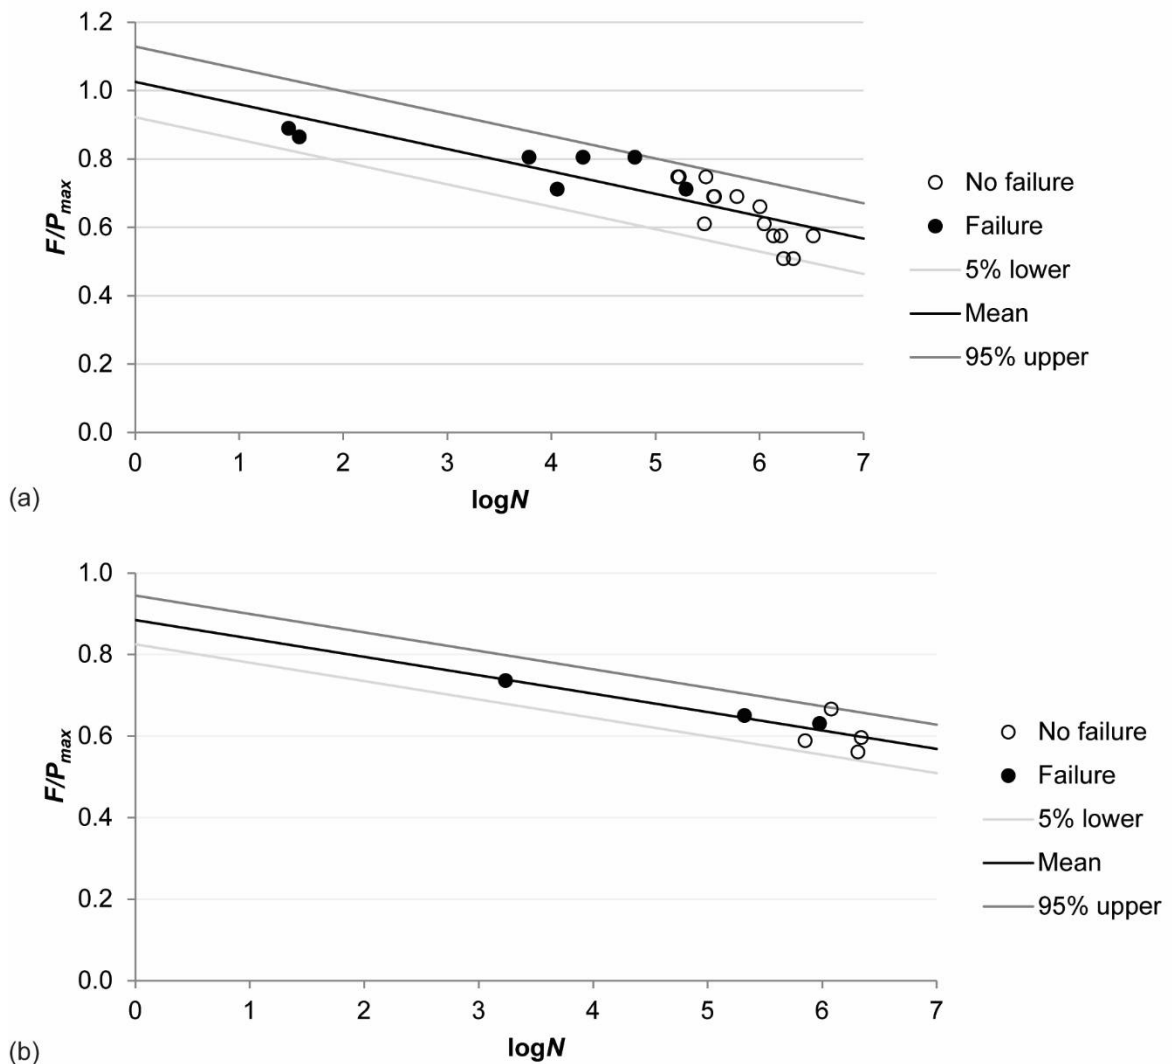 1.2
1.0
0.8
0.6
0.4
0.2
0.0
F/Pmax
0 1 2 3 4 5 6 7
logN
No failure
Failure
5% lower
Mean
95% upper
(a)
1.0
0.8
0.6
0.4
0.2
0.0
F/Pmax
0 1 2 3 4 5 6 7
logN
No failure
Failure
5% lower
Mean
95% upper
(b)